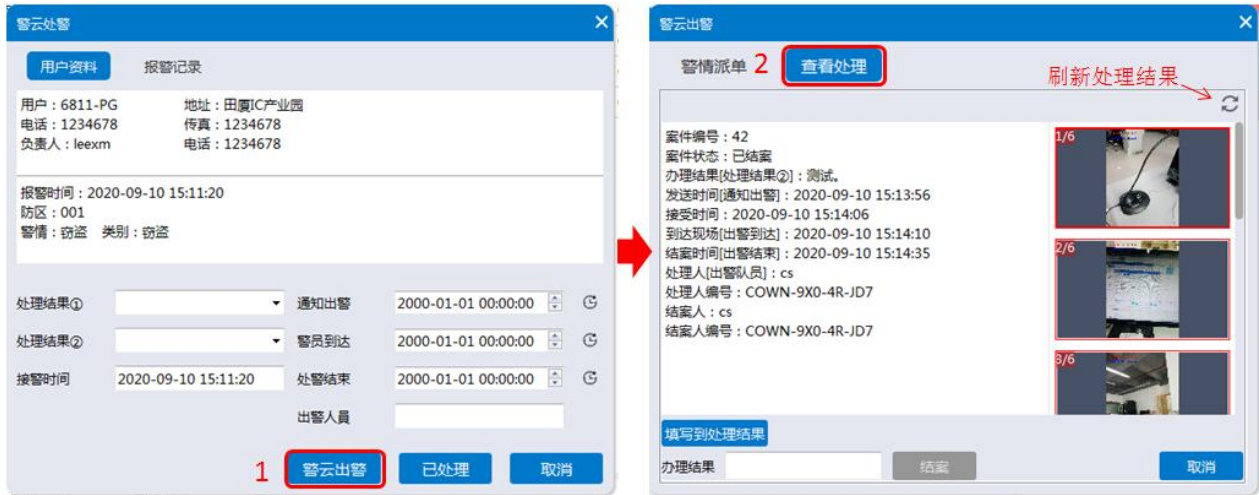 警云处警
用户资料 报警记录
用户：6811-PG 地址：田厦IC产业园
电话：1234678 传真：1234678
负责人：leexm 电话：1234678
报警时间：2020-09-10 15:11:20
防区：001
警情：窃盗 类别：窃盗
处理结果① 通知出警 2000-01-01 00:00:00
处理结果② 警员到达 2000-01-01 00:00:00
接警时间 2020-09-10 15:11:20 处警结束 2000-01-01 00:00:00
出警人员
1 警云出警 已处理 取消
警云出警
警情派单 2 查看处理
刷新处理结果
案件编号：42
案件状态：已结案
办理结果[处理结果②]：测试。
发送时间[通知出警]：2020-09-10 15:13:56
接受时间：2020-09-10 15:14:06
到达现场[出警到达]：2020-09-10 15:14:10
结案时间[出警结束]：2020-09-10 15:14:35
处理人[出警队员]：cs
处理人编号：COWN-9X0-4R-JD7
结案人：cs
结案人编号：COWN-9X0-4R-JD7
1/6
2/6
3/6
填写到处理结果
办理结果 结案 取消